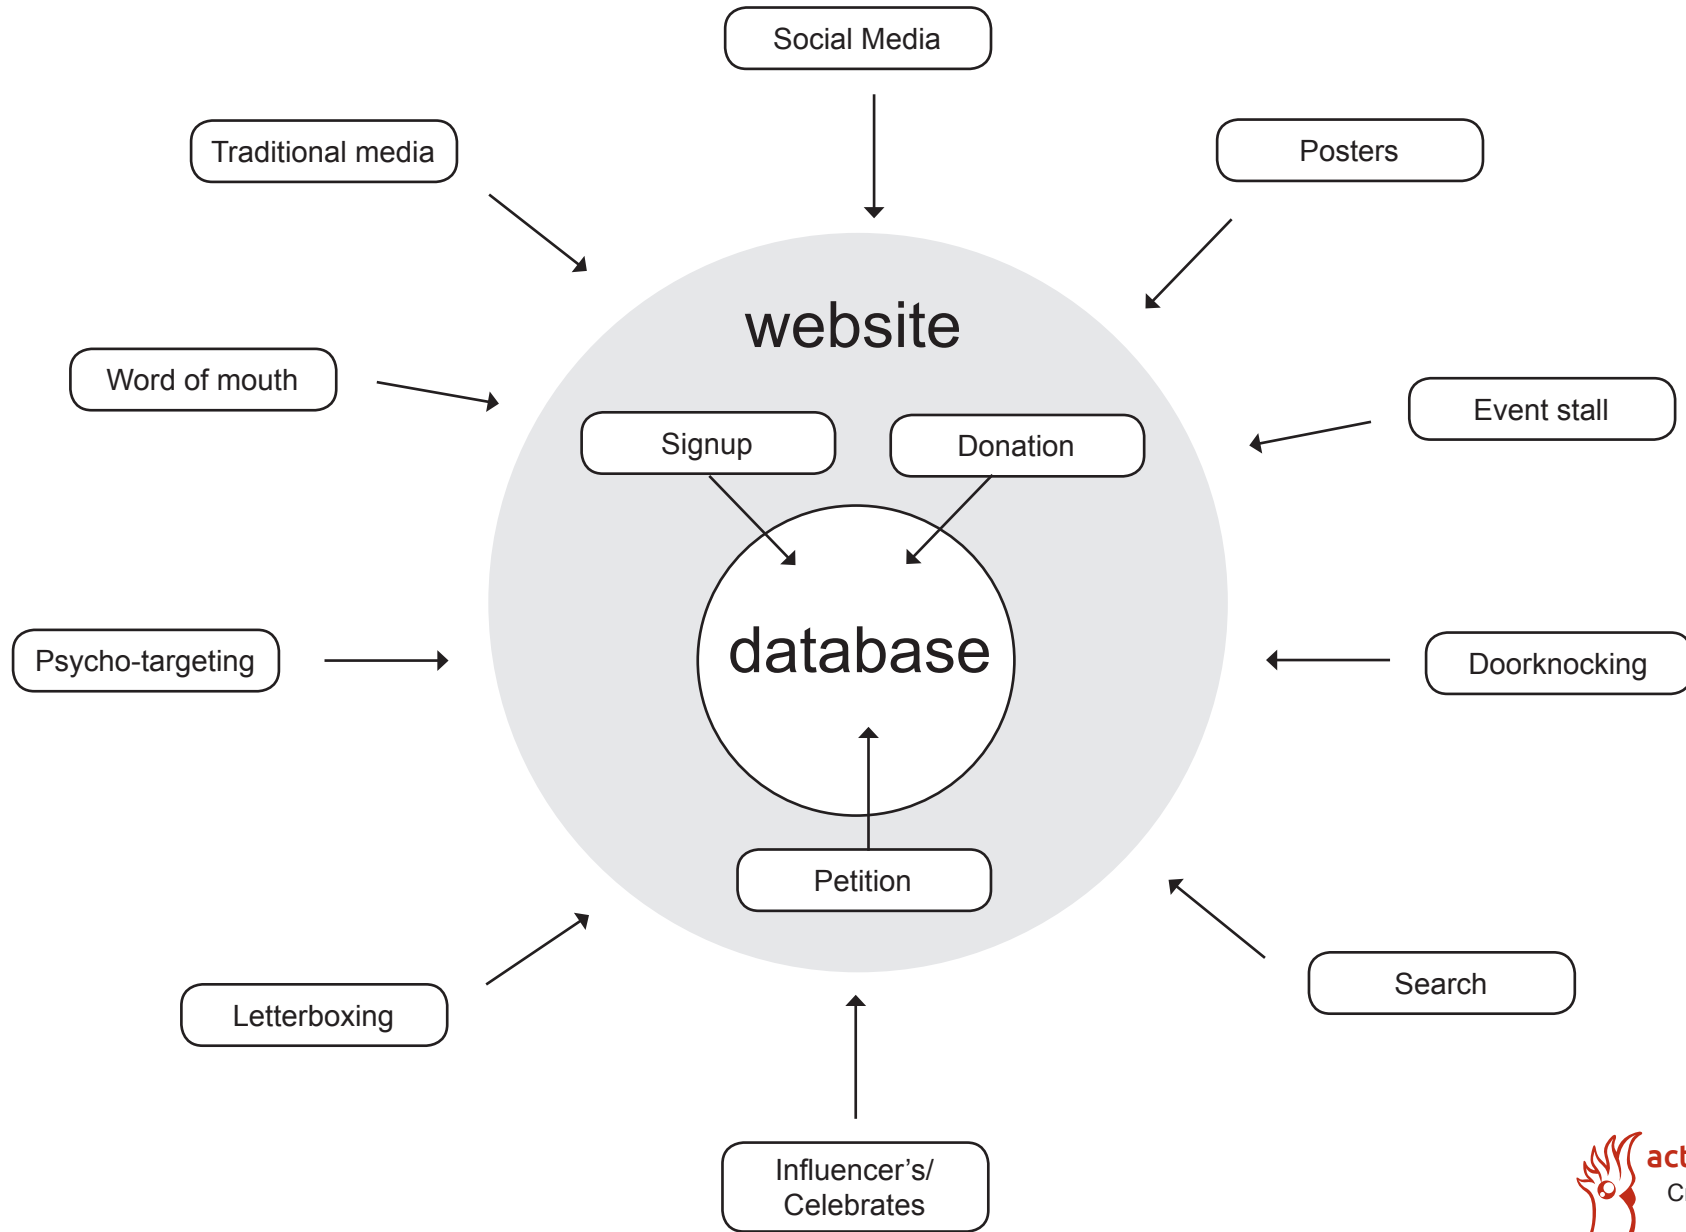 Social Media
Traditional media
Posters
website
Word of mouth
Event stall
Signup
Donation
Psycho-targeting
database
Doorknocking
Petition
Search
Letterboxing
Influencer's/
Celebrates